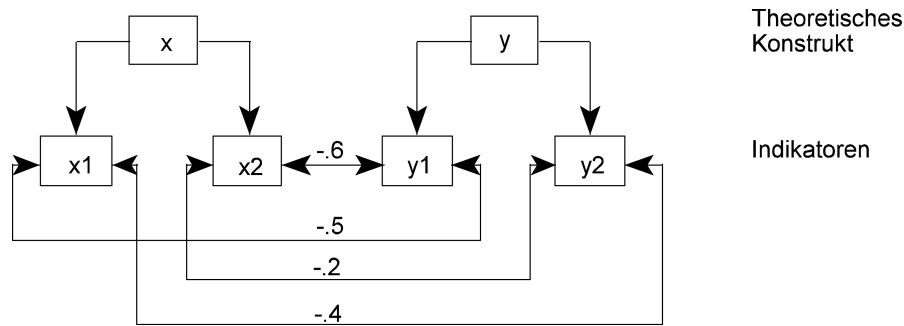 x
y
Theoretisches
Konstrukt
x1
x2
-.6
y1
y2
Indikatoren
-.5
-.2
-.4